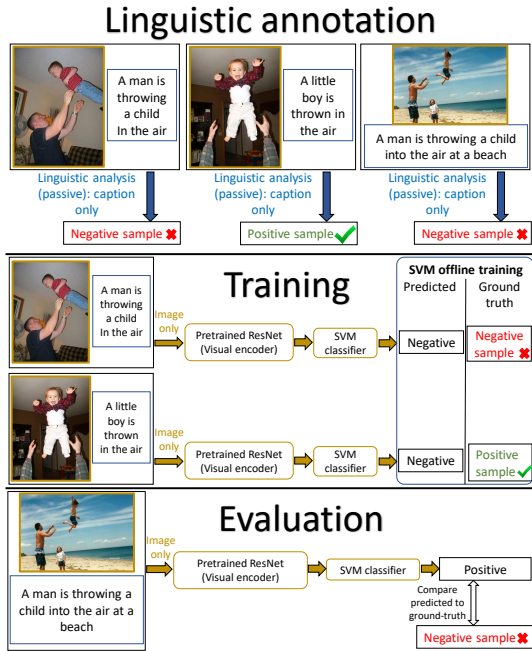 Linguistic annotation
A man is
throwing
a child
In the air
A little
boy is
thrown in
the air
A man is throwing a child
into the air at a beach
Linguistic analysis
(passive): caption
only
Linguistic analysis
(passive): caption
only
Linguistic analysis
(passive): caption
only
Negative sample
Positive sample
Negative sample
Training
SVM offline training
Predicted
Ground
truth
A man is
throwing
a child
In the air
Image
only
Pretrained ResNet
(Visual encoder)
SVM
classifier
Negative
Negative
sample
A little
boy is
thrown
in the air
Image
only
Pretrained ResNet
(Visual encoder)
SVM
classifier
Negative
Positive
sample
Evaluation
Image
only
Pretrained ResNet
(Visual encoder)
SVM classifier
Positive
A man is throwing a
child into the air at a
beach
Compare
predicted to
ground-truth
Negative sample